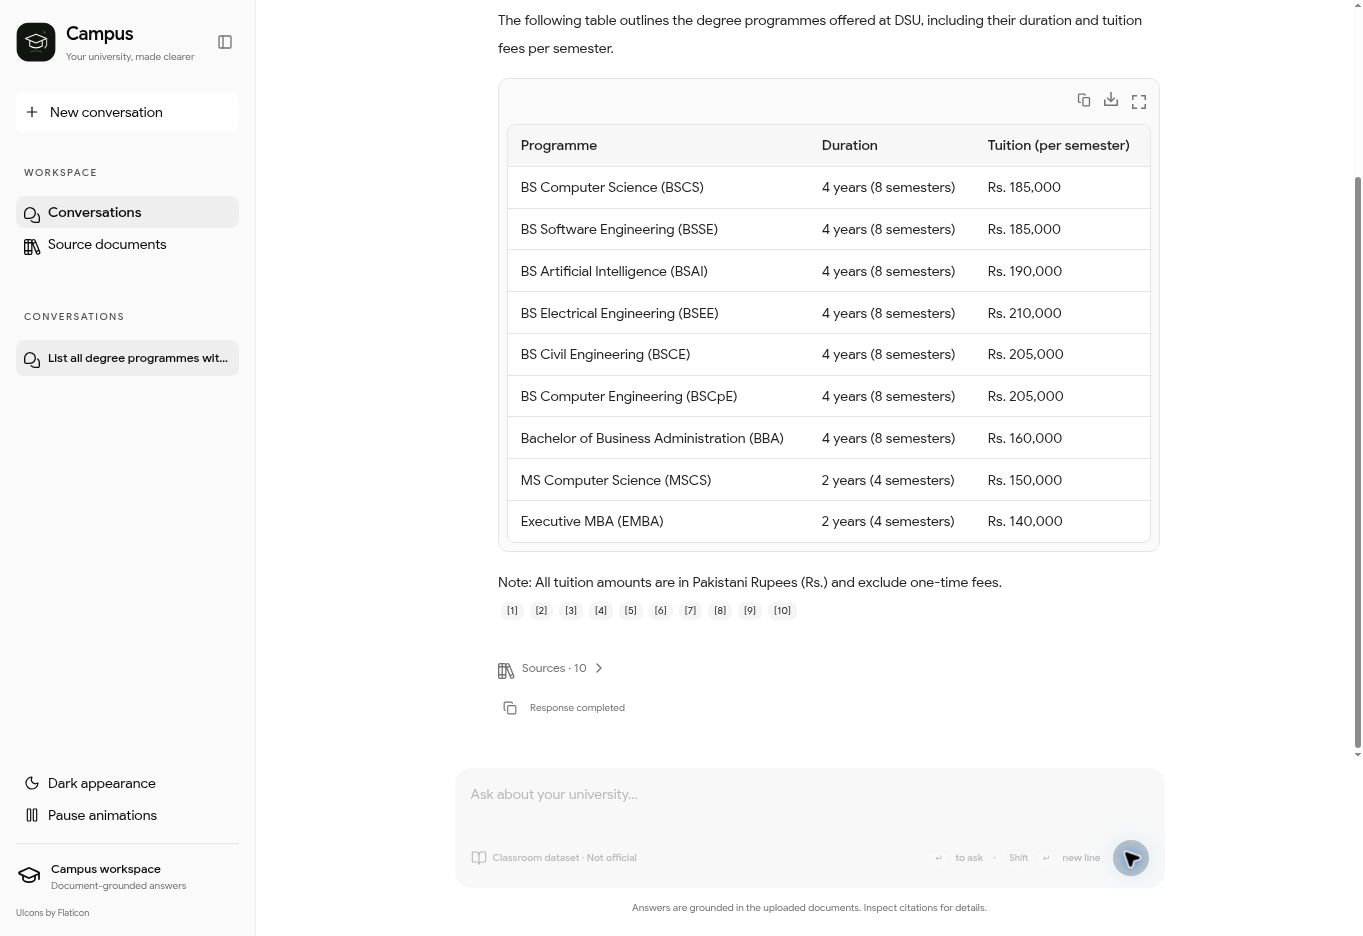 Campus
Your university, made clearer
New conversation
WORKSPACE
Conversations
Source documents
CONVERSATIONS
List all degree programmes wit...
Dark appearance
Pause animations
Campus workspace
Document-grounded answers
UIcons by Flaticon
The following table outlines the degree programmes offered at DSU, including their duration and tuition
fees per semester.
Programme Duration Tuition (per semester)
BS Computer Science (BSCS) 4 years (8 semesters) Rs. 185,000
BS Software Engineering (BSSE) 4 years (8 semesters) Rs. 185,000
BS Artificial Intelligence (BSAI) 4 years (8 semesters) Rs. 190,000
BS Electrical Engineering (BSEE) 4 years (8 semesters) Rs. 210,000
BS Civil Engineering (BSCE) 4 years (8 semesters) Rs. 205,000
BS Computer Engineering (BSCpE) 4 years (8 semesters) Rs. 205,000
Bachelor of Business Administration (BBA) 4 years (8 semesters) Rs. 160,000
MS Computer Science (MSCS) 2 years (4 semesters) Rs. 150,000
Executive MBA (EMBA) 2 years (4 semesters) Rs. 140,000
Note: All tuition amounts are in Pakistani Rupees (Rs.) and exclude one-time fees.
[1] [2] [3] [4] [5] [6] [7] [8] [9] [10]
Sources · 10
Response completed
Ask about your university...
Classroom dataset · Not official
↵ to ask · Shift ↵ new line
Answers are grounded in the uploaded documents. Inspect citations for details.